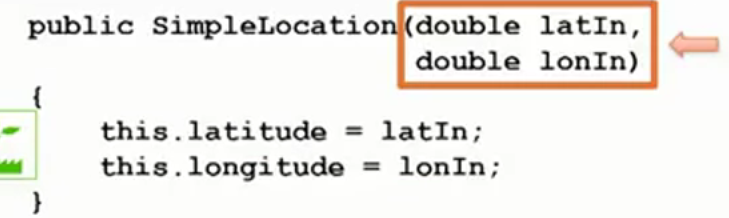 public SimpleLocation(double latIn,
double lonIn)
{
this.latitude = latIn;
this.longitude = lonIn;
}